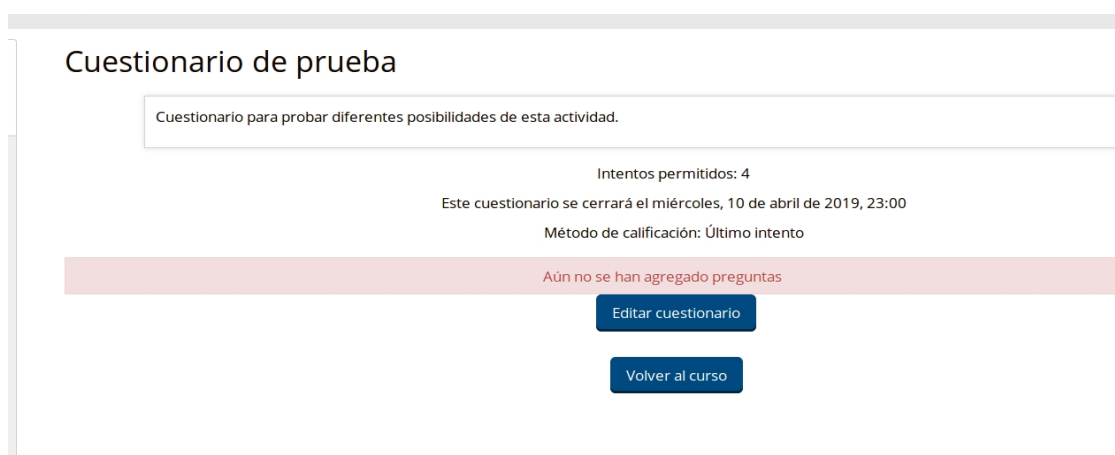 Cuestionario de prueba
Cuestionario para probar diferentes posibilidades de esta actividad.
Intentos permitidos: 4
Este cuestionario se cerrará el miércoles, 10 de abril de 2019, 23:00
Método de calificación: Último intento
Aún no se han agregado preguntas
Editar cuestionario
Volver al curso